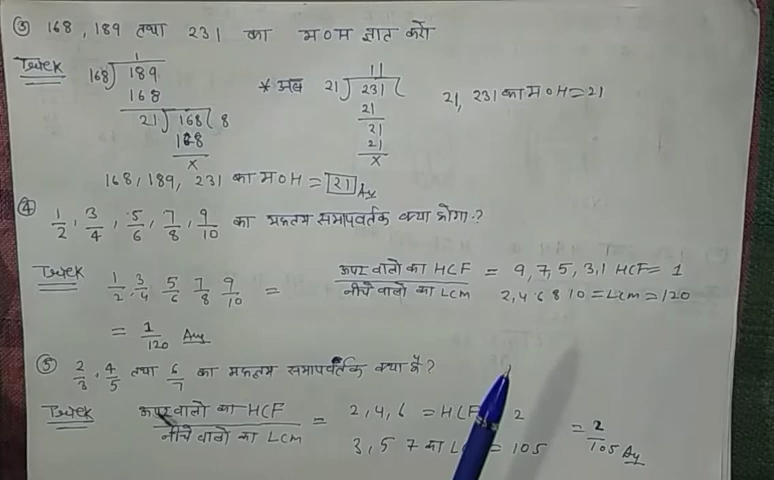 ③ 168, 189 तथा 231 का म०स ज्ञात करो
Trick
1
168) 189
168
21) 168 ( 8
168
x
* अब
11
21) 231 (
21
21
21
x
21, 231 का म०स = 21
168, 189, 231 का म०स = 21 Ans
④ 1/2, 3/4, 5/6, 7/8, 9/10 का महत्तम समापवर्तक क्या होगा?
Trick 1/2, 3/4 5/6 7/8 9/10 = ऊपर वालो का HCF / नीचे वालो का LCM = 9, 7, 5, 3, 1 HCF = 1
2, 4 6 8 10 = LCM = 120
= 1/120 Ans
⑤ 2/3, 4/5 तथा 6/7 का महत्तम समापवर्तक क्या है?
Trick ऊपर वालो का HCF / नीचे वालो का LCM = 2, 4, 6 = HCF 2
3, 5 7 का = 105
= 2/105 Ans